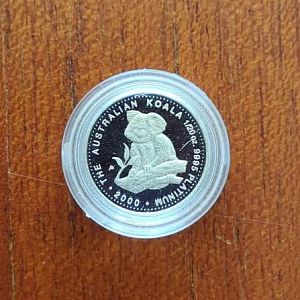 THE AUSTRALIAN KOALA 1/20 oz. 9995 PLATINUM
· 2000 ·